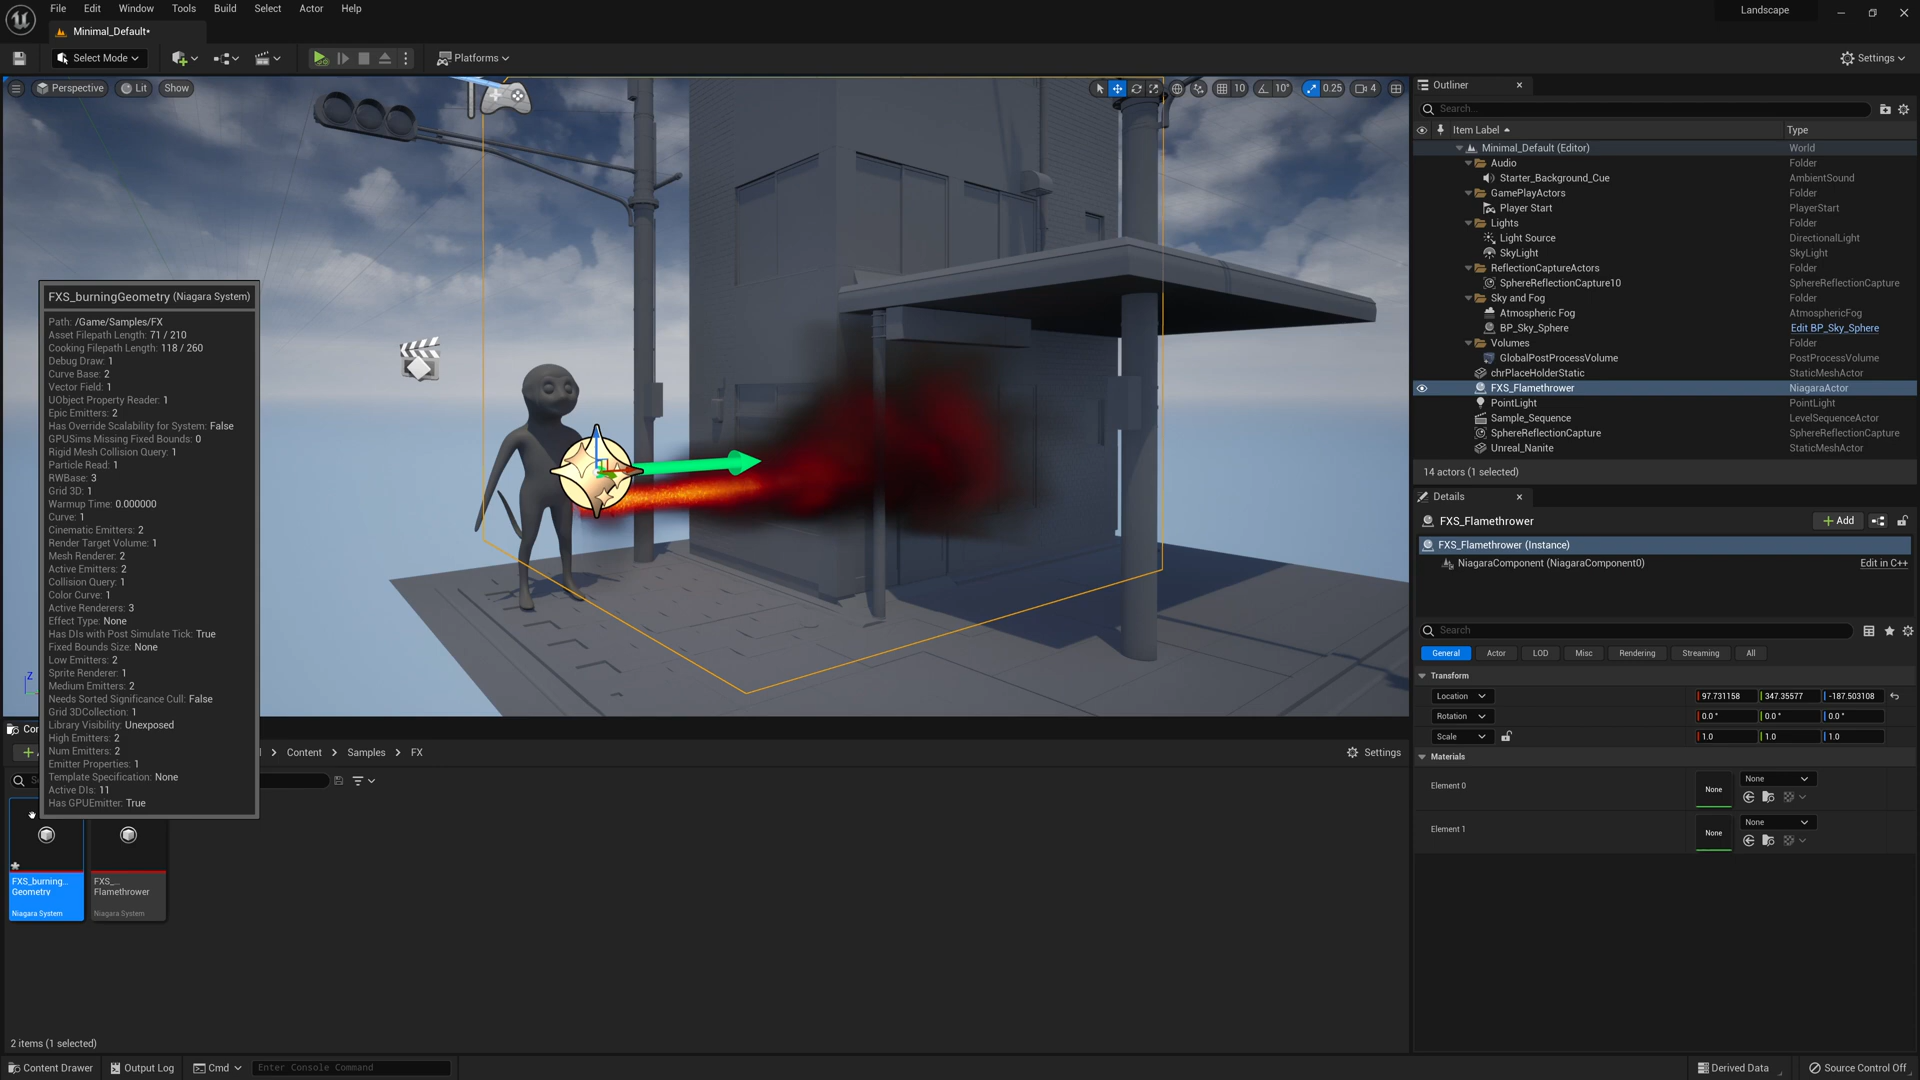 File Edit Window Tools Build Select Actor Help
Landscape
Minimal_Default*
Select Mode
Platforms
Settings
Perspective
Lit
Show
10
10°
0.25
4
FXS_burningGeometry (Niagara System)
Path: /Game/Samples/FX
Asset Filepath Length: 71 / 210
Cooking Filepath Length: 118 / 260
Debug Draw: 1
Curve Base: 2
Vector Field: 1
UObject Property Reader: 1
Epic Emitters: 2
Has Override Scalability for System: False
GPUSims Missing Fixed Bounds: 0
Rigid Mesh Collision Query: 1
Particle Read: 1
RWBase: 3
Grid 3D: 1
Warmup Time: 0.000000
Curve: 1
Cinematic Emitters: 2
Render Target Volume: 1
Mesh Renderer: 2
Active Emitters: 2
Collision Query: 1
Color Curve: 1
Active Renderers: 3
Effect Type: None
Has DIs with Post Simulate Tick: True
Fixed Bounds Size: None
Low Emitters: 2
Sprite Renderer: 1
Medium Emitters: 2
Needs Sorted Significance Cull: False
Grid 3DCollection: 1
Library Visibility: Unexposed
High Emitters: 2
Num Emitters: 2
Emitter Properties: 1
Template Specification: None
Active DIs: 11
Has GPUEmitter: True
Z
Con
Content
Samples
FX
Settings
FXS_burning...
Geometry
Niagara System
FXS_...
Flamethrower
Niagara System
2 items (1 selected)
Outliner
Search...
Item Label
Type
Minimal_Default (Editor) World
Audio Folder
Starter_Background_Cue AmbientSound
GamePlayActors Folder
Player Start PlayerStart
Lights Folder
Light Source DirectionalLight
SkyLight SkyLight
ReflectionCaptureActors Folder
SphereReflectionCapture10 SphereReflectionCapture
Sky and Fog Folder
Atmospheric Fog AtmosphericFog
BP_Sky_Sphere Edit BP_Sky_Sphere
Volumes Folder
GlobalPostProcessVolume PostProcessVolume
chrPlaceHolderStatic StaticMeshActor
FXS_Flamethrower NiagaraActor
PointLight PointLight
Sample_Sequence LevelSequenceActor
SphereReflectionCapture SphereReflectionCapture
Unreal_Nanite StaticMeshActor
14 actors (1 selected)
Details
FXS_Flamethrower
Add
FXS_Flamethrower (Instance)
NiagaraComponent (NiagaraComponent0)
Edit in C++
Search
General Actor LOD Misc Rendering Streaming All
Transform
Location 97.731158 347.35577 -187.503108
Rotation 0.0 ° 0.0 ° 0.0 °
Scale 1.0 1.0 1.0
Materials
Element 0
None
None
Element 1
None
None
Content Drawer
Output Log
Cmd
Enter Console Command
Derived Data
Source Control Off